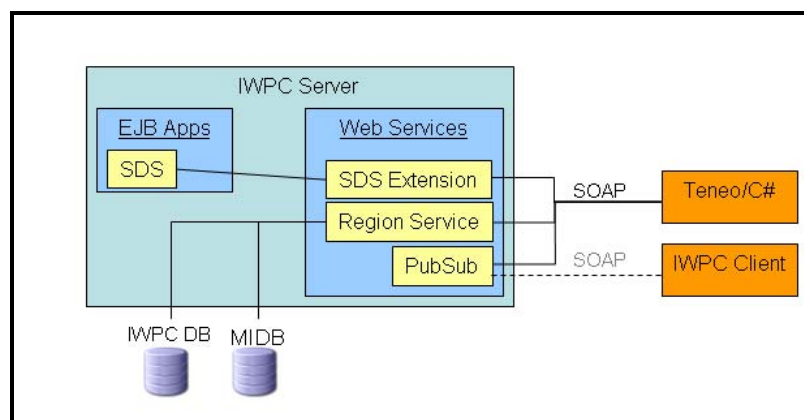 IWPC Server
EJB Apps
Web Services
SDS
SDS Extension
SOAP
Teneo/C#
Region Service
PubSub
SOAP
IWPC Client
IWPC DB
MIDB